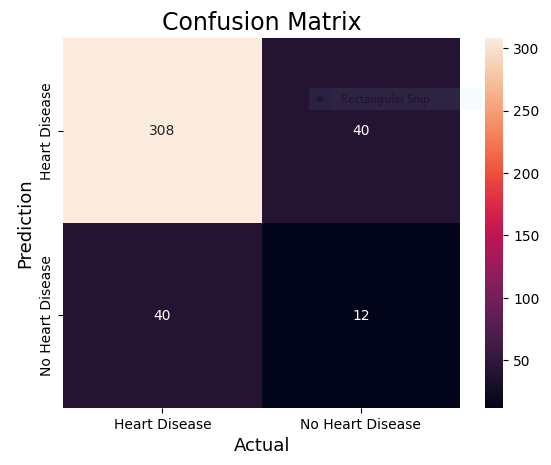 Confusion Matrix
Heart Disease
No Heart Disease
Prediction
308
40
40
12
Rectangular Snip
Heart Disease
No Heart Disease
Actual
300
250
200
150
100
50